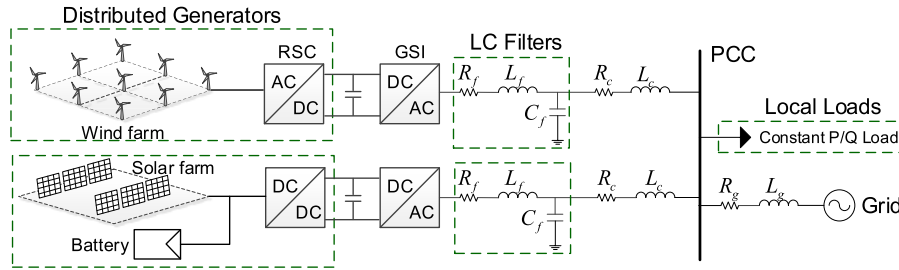 Distributed Generators
RSC
GSI
LC Filters
PCC
AC
DC
DC
AC
R_f
L_f
C_f
R_c
L_c
Wind farm
Local Loads
Constant P/Q Load
Solar farm
DC
DC
DC
AC
R_f
L_f
C_f
R_c
L_c
R_g
L_g
Grid
Battery